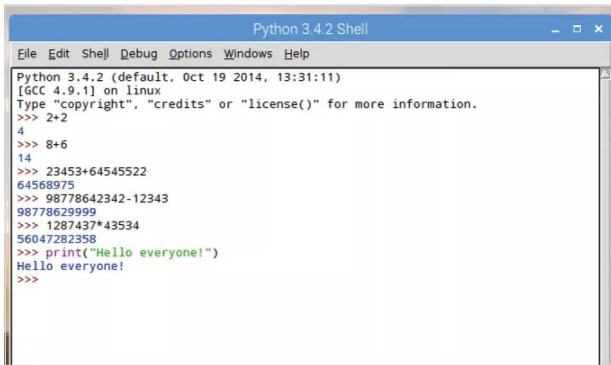 Python 3.4.2 Shell
File Edit Shell Debug Options Windows Help
Python 3.4.2 (default, Oct 19 2014, 13:31:11)
[GCC 4.9.1] on linux
Type "copyright", "credits" or "license()" for more information.
>>> 2+2
4
>>> 8+6
14
>>> 23453+64545522
64568975
>>> 98778642342-12343
98778629999
>>> 1287437*43534
56047282358
>>> print("Hello everyone!")
Hello everyone!
>>>